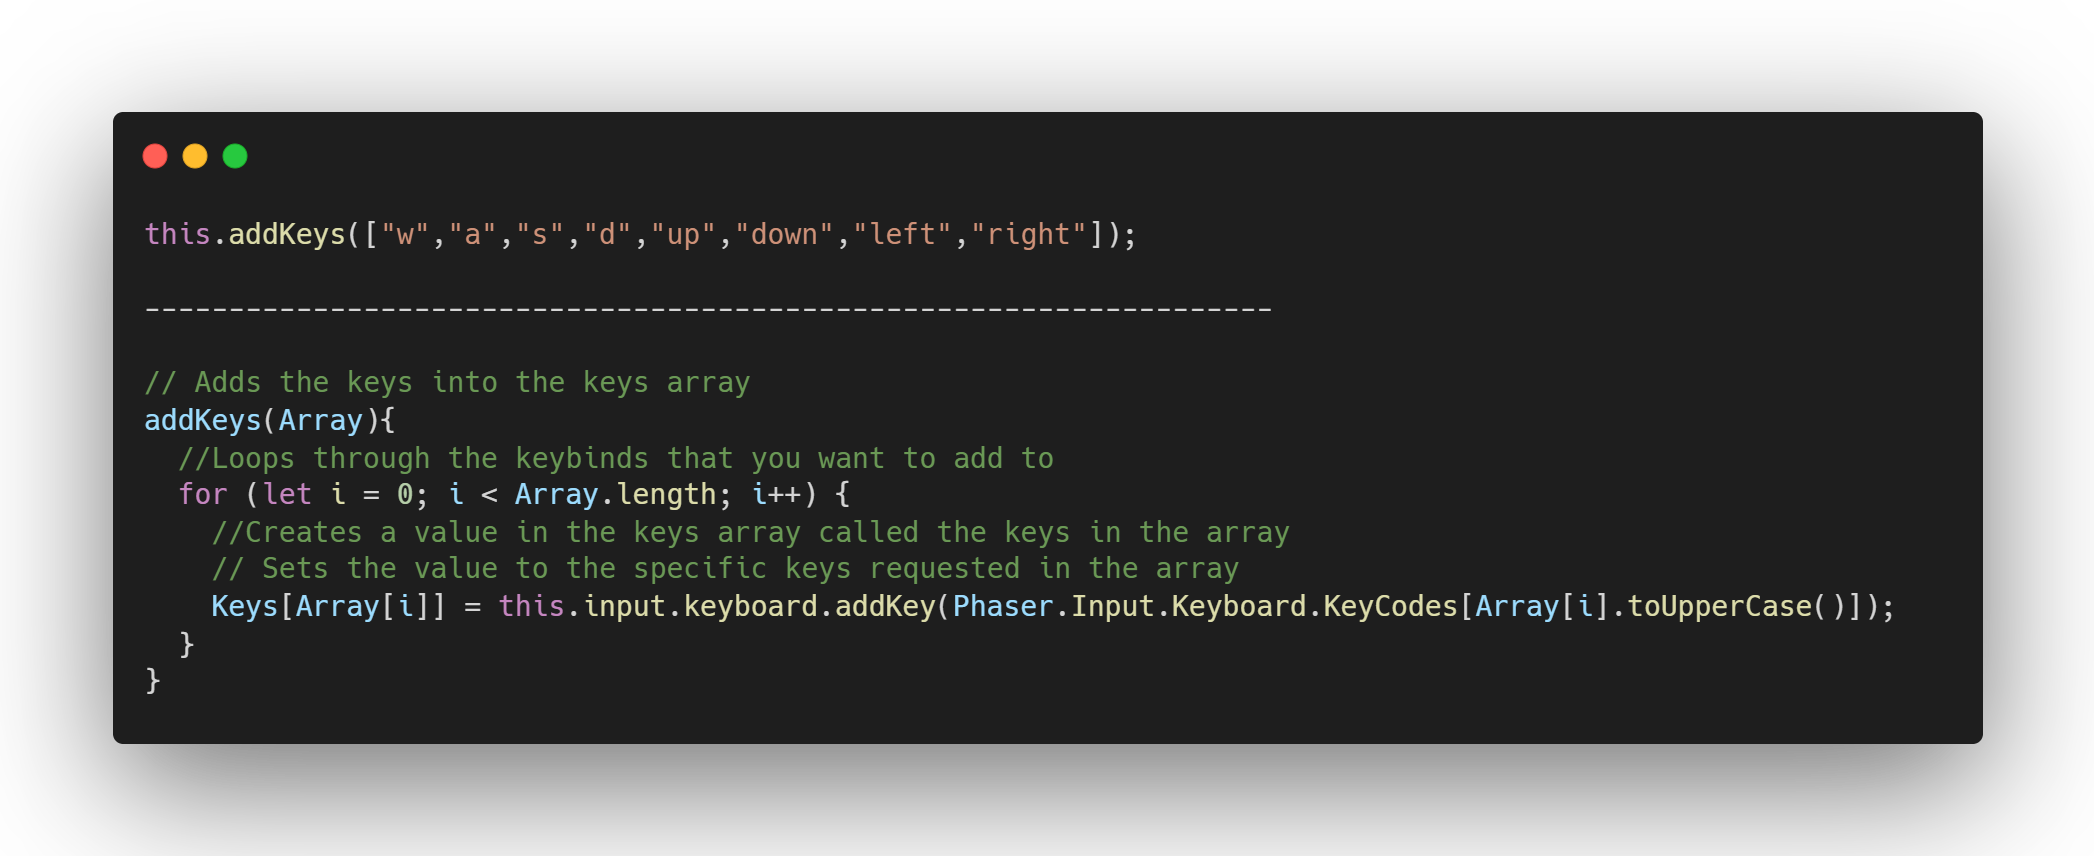 this.addKeys(["w","a","s","d","up","down","left","right"]);
-------------------------------------------------------------------
// Adds the keys into the keys array
addKeys(Array){
  //Loops through the keybinds that you want to add to
  for (let i = 0; i < Array.length; i++) {
    //Creates a value in the keys array called the keys in the array
    // Sets the value to the specific keys requested in the array
    Keys[Array[i]] = this.input.keyboard.addKey(Phaser.Input.Keyboard.KeyCodes[Array[i].toUpperCase()]);
  }
}